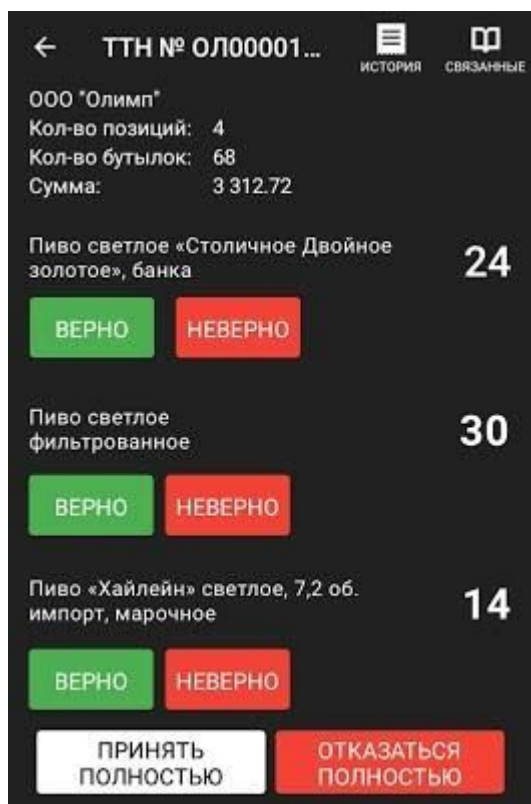 ТТН № ОЛ00001...
ИСТОРИЯ
СВЯЗАННЫЕ
ООО "Олимп"
Кол-во позиций: 4
Кол-во бутылок: 68
Сумма: 3 312.72
Пиво светлое «Столичное Двойное
золотое», банка
24
ВЕРНО НЕВЕРНО
Пиво светлое
фильтрованное
30
ВЕРНО НЕВЕРНО
Пиво «Хайлейн» светлое, 7,2 об.
импорт, марочное
14
ВЕРНО НЕВЕРНО
ПРИНЯТЬ
ПОЛНОСТЬЮ
ОТКАЗАТЬСЯ
ПОЛНОСТЬЮ